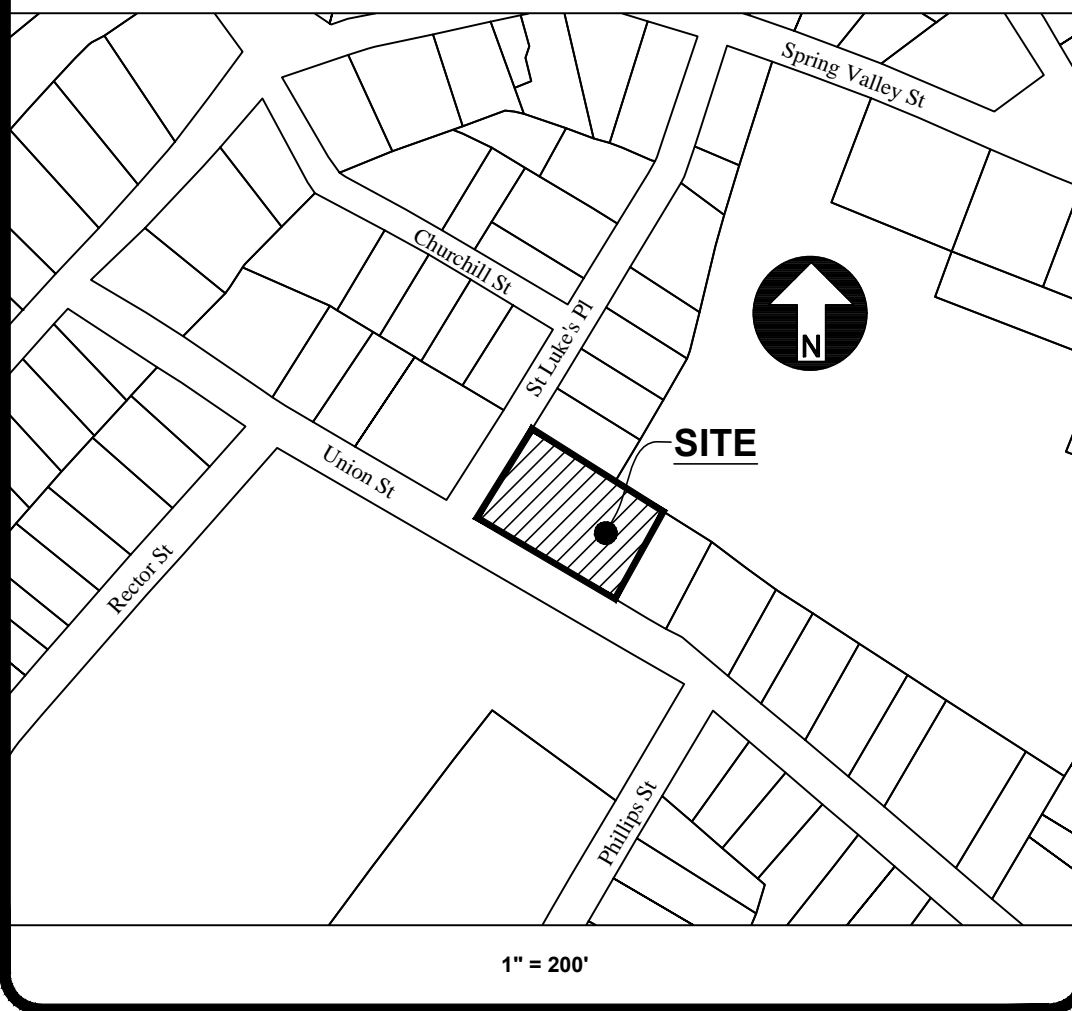 Spring Valley St
Churchill St
St Luke's Pl
N
SITE
Union St
Rector St
Phillips St
1" = 200'